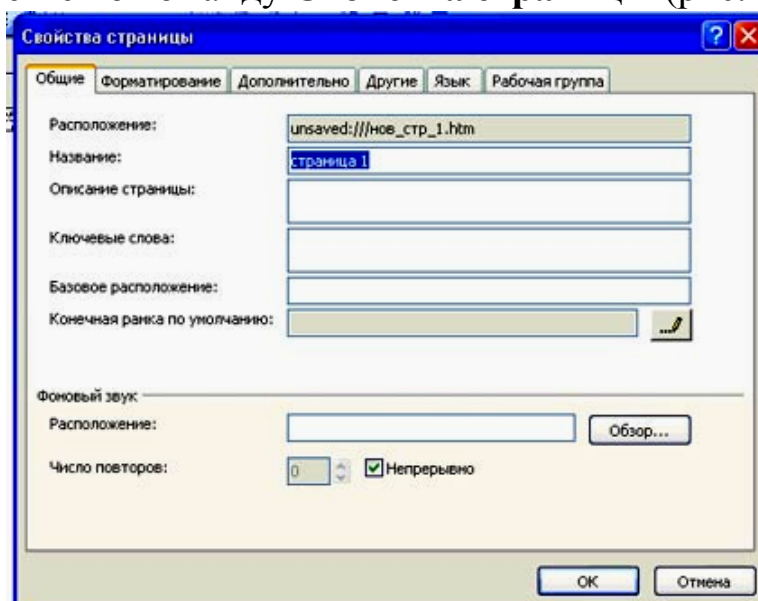 Свойства страницы
Общие Форматирование Дополнительно Другие Язык Рабочая группа
Расположение: unsaved:///нов_стр_1.htm
Название: страница 1
Описание страницы:
Ключевые слова:
Базовое расположение:
Конечная рамка по умолчанию:
Фоновый звук
Расположение: Обзор...
Число повторов: 0 Непрерывно
ОК Отмена